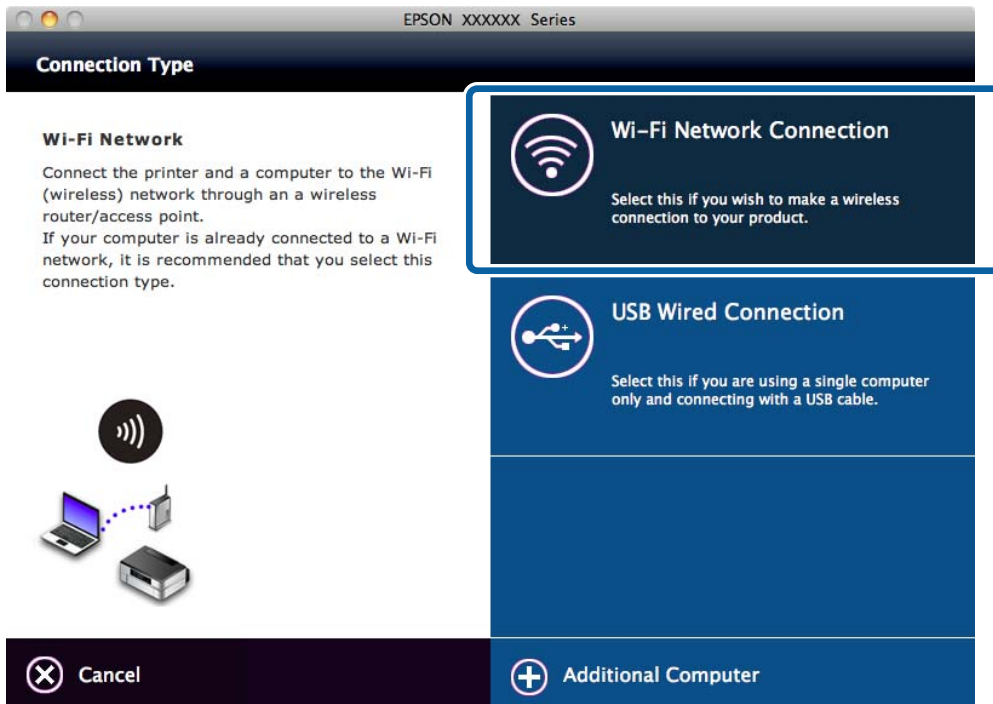 EPSON XXXXXX Series
Connection Type
Wi-Fi Network
Connect the printer and a computer to the Wi-Fi
(wireless) network through an a wireless
router/access point.
If your computer is already connected to a Wi-Fi
network, it is recommended that you select this
connection type.
Wi-Fi Network Connection
Select this if you wish to make a wireless
connection to your product.
USB Wired Connection
Select this if you are using a single computer
only and connecting with a USB cable.
Cancel
Additional Computer